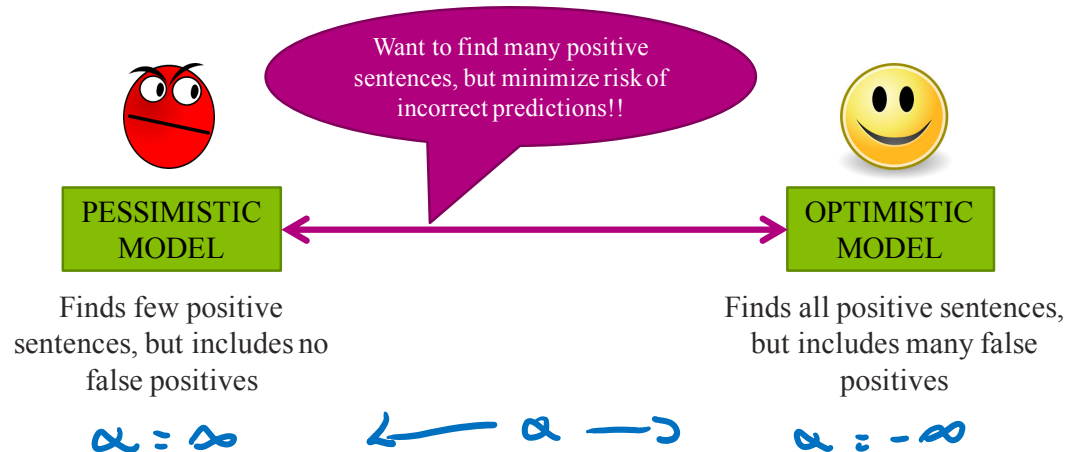 Want to find many positive
sentences, but minimize risk of
incorrect predictions!!
PESSIMISTIC
MODEL
OPTIMISTIC
MODEL
Finds few positive
sentences, but includes no
false positives
Finds all positive sentences,
but includes many false
positives
α = ∞
← α →
α = -∞